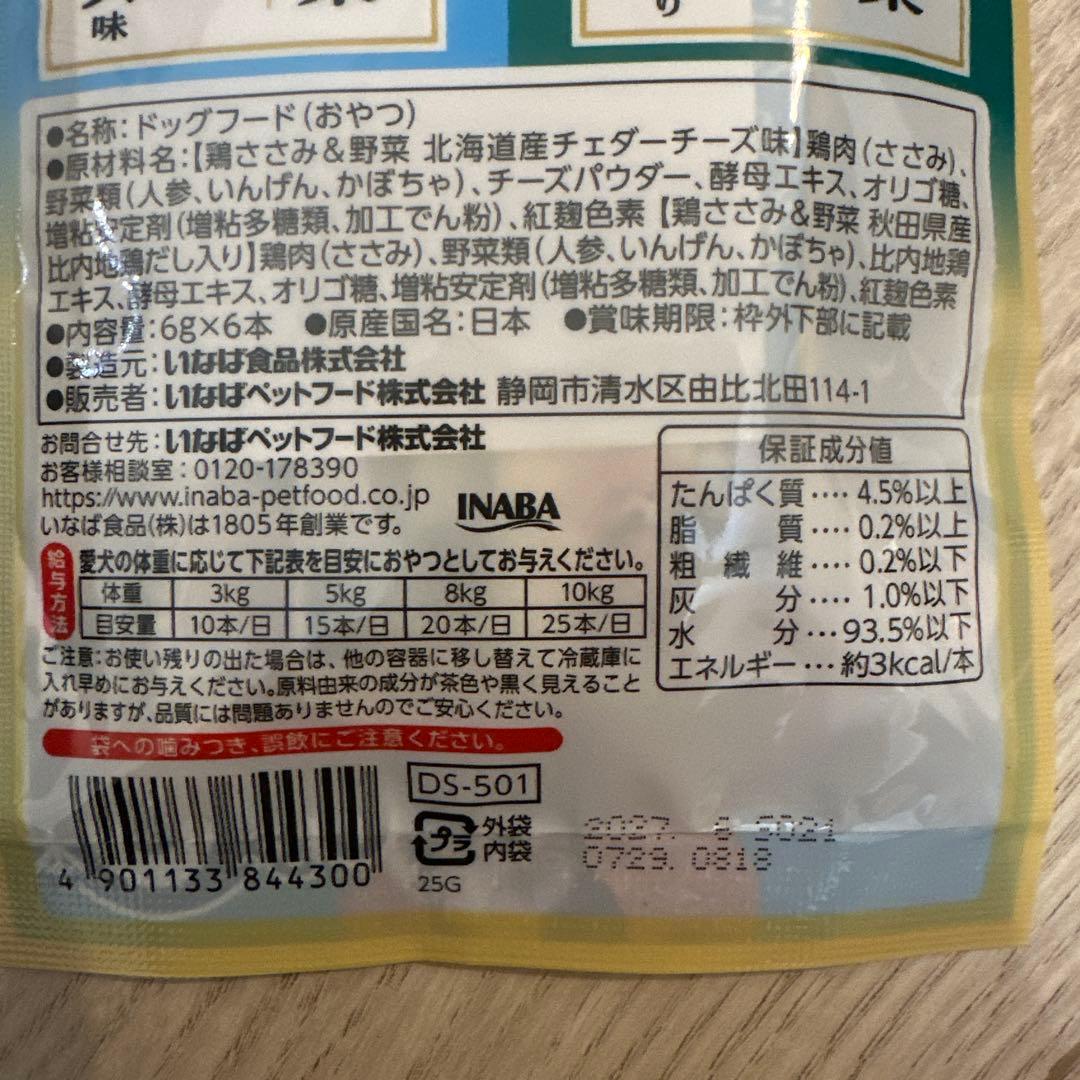 味
り
●名称：ドッグフード（おやつ）
●原材料名：【鶏ささみ＆野菜 北海道産チェダーチーズ味】鶏肉（ささみ）、
野菜類（人参、いんげん、かぼちゃ）、チーズパウダー、酵母エキス、オリゴ糖、
増粘安定剤（増粘多糖類、加工でん粉）、紅麹色素【鶏ささみ＆野菜 秋田県産
比内地鶏だし入り】鶏肉（ささみ）、野菜類（人参、いんげん、かぼちゃ）、比内地鶏
エキス、酵母エキス、オリゴ糖、増粘安定剤（増粘多糖類、加工でん粉）、紅麹色素
●内容量：6g×6本 ●原産国名：日本 ●賞味期限：枠外下部に記載
●製造元：いなば食品株式会社
●販売者：いなばペットフード株式会社 静岡市清水区由比北田114-1
お問合せ先：いなばペットフード株式会社
お客様相談室：0120-178390
https://www.inaba-petfood.co.jp
いなば食品(株)は1805年創業です。
INABA
給与方法
愛犬の体重に応じて下記表を目安におやつとしてお与えください。
体重 3kg 5kg 8kg 10kg
目安量 10本/日 15本/日 20本/日 25本/日
ご注意：お使い残りの出た場合は、他の容器に移し替えて冷蔵庫に
入れ早めにお与えください。原料由来の成分が茶色や黒く見えること
がありますが、品質には問題ありませんのでご安心ください。
袋への噛みつき、誤飲にご注意ください。
保証成分値
たんぱく質‥‥4.5%以上
脂質‥‥0.2%以上
粗繊維‥‥0.2%以下
灰分‥‥1.0%以下
水分‥‥93.5%以下
エネルギー…約3kcal/本
4 901133 844300
DS-501
プラ
外袋
内袋
25G
2027. 8
0729. 0818